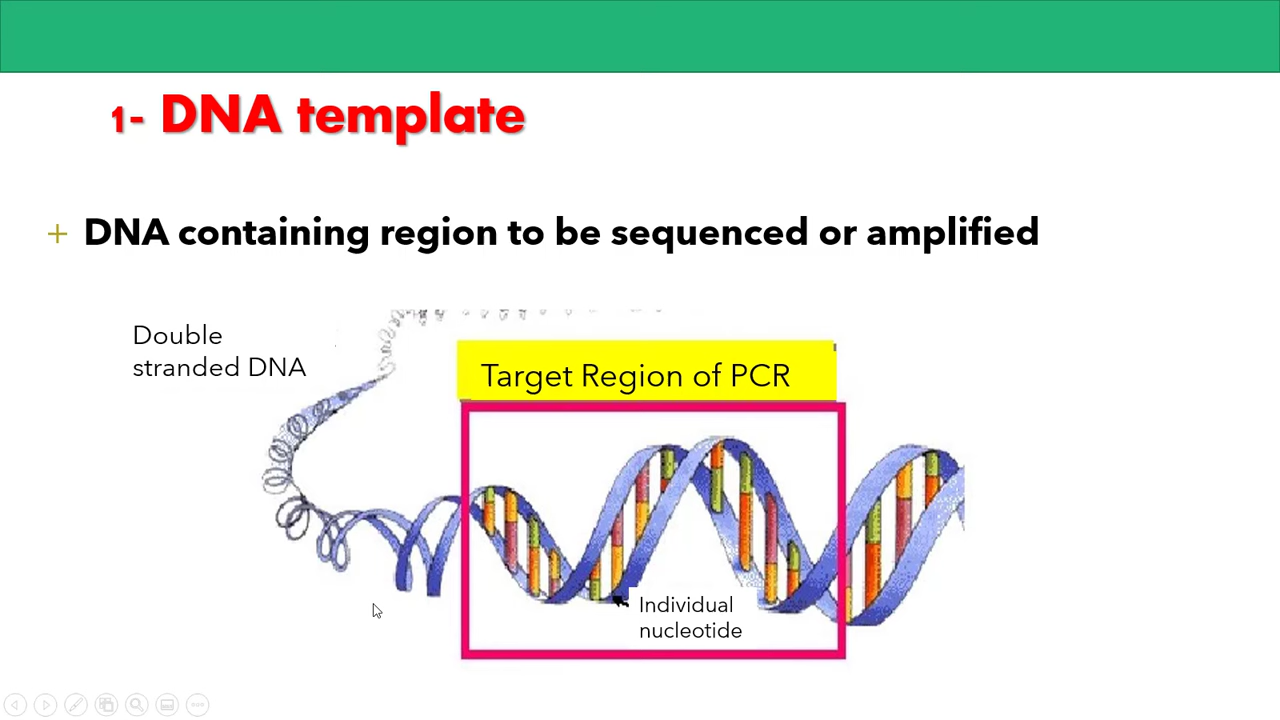 1- DNA template
+ DNA containing region to be sequenced or amplified
Double
stranded DNA
Target Region of PCR
Individual
nucleotide